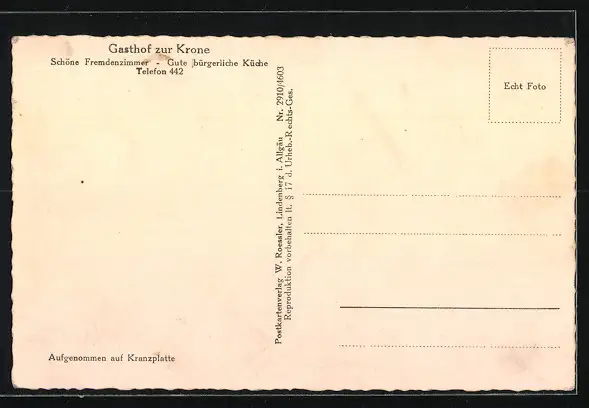 Gasthof zur Krone
Schöne Fremdenzimmer - Gute bürgerliche Küche
Telefon 442
Echt Foto
Postkartenverlag W. Roessler, Lindenberg i. Allgäu Nr. 2910/4603
Reproduktion vorbehalten lt. § 17 d. Urheb.-Rechts-Ges.
Aufgenommen auf Kranzplatte